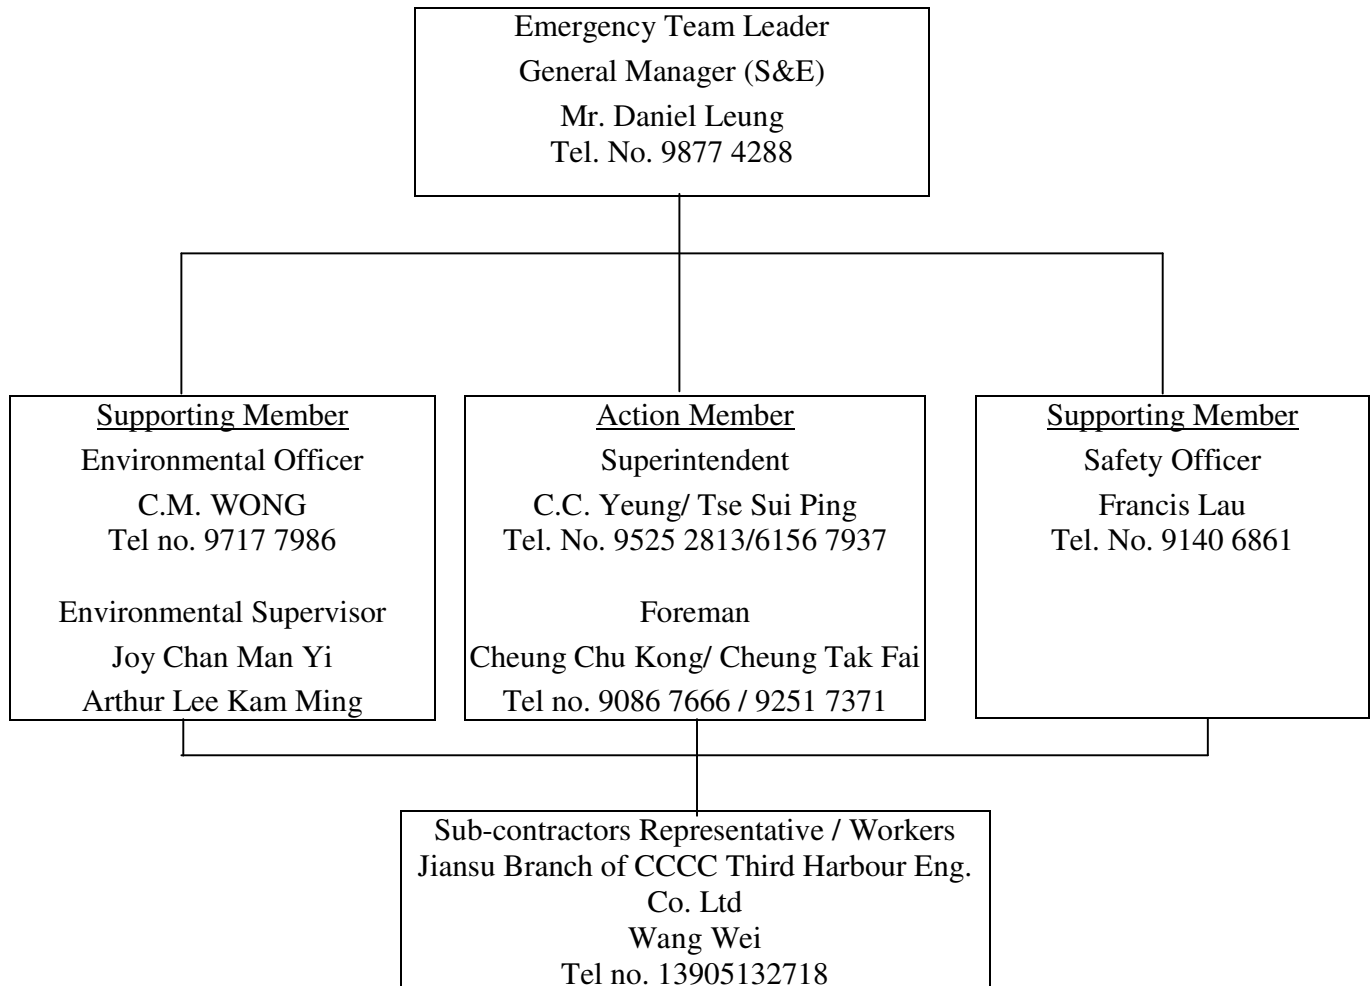 Emergency Team Leader
General Manager (S&E)
Mr. Daniel Leung
Tel. No. 9877 4288
Supporting Member
Environmental Officer
C.M. WONG
Tel no. 9717 7986
Environmental Supervisor
Joy Chan Man Yi
Arthur Lee Kam Ming
Action Member
Superintendent
C.C. Yeung/ Tse Sui Ping
Tel. No. 9525 2813/6156 7937
Foreman
Cheung Chu Kong/ Cheung Tak Fai
Tel no. 9086 7666 / 9251 7371
Supporting Member
Safety Officer
Francis Lau
Tel. No. 9140 6861
Sub-contractors Representative / Workers
Jiansu Branch of CCCC Third Harbour Eng.
Co. Ltd
Wang Wei
Tel no. 13905132718